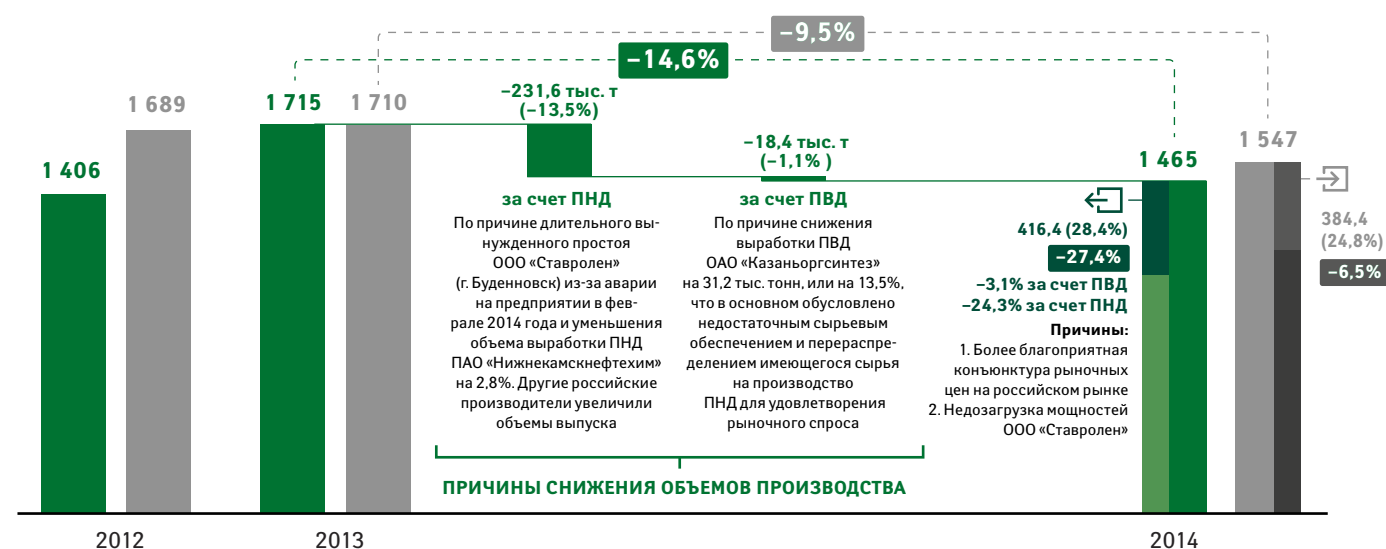 −9,5%
−14,6%
1 406
1 689
1 715
1 710
−231,6 тыс. т
(−13,5%)
−18,4 тыс. т
(−1,1% )
1 465
1 547
за счет ПНД
По причине длительного вы-
нужденного простоя
ООО «Ставролен»
(г. Буденновск) из-за аварии
на предприятии в фев-
рале 2014 года и уменьшения
объема выработки ПНД
ПАО «Нижнекамскнефтехим»
на 2,8%. Другие российские
производители увеличили
объемы выпуска
за счет ПВД
По причине снижения
выработки ПВД
ОАО «Казаньоргсинтез»
на 31,2 тыс. тонн, или на 13,5%,
что в основном обусловлено
недостаточным сырьевым
обеспечением и перераспре-
делением имеющегося сырья
на производство
ПНД для удовлетворения
рыночного спроса
ПРИЧИНЫ СНИЖЕНИЯ ОБЪЕМОВ ПРОИЗВОДСТВА
416,4 (28,4%)
−27,4%
−3,1% за счет ПВД
−24,3% за счет ПНД
Причины:
1. Более благоприятная
конъюнктура рыночных
цен на российском рынке
2. Недозагрузка мощностей
ООО «Ставролен»
384,4
(24,8%)
−6,5%
2012
2013
2014